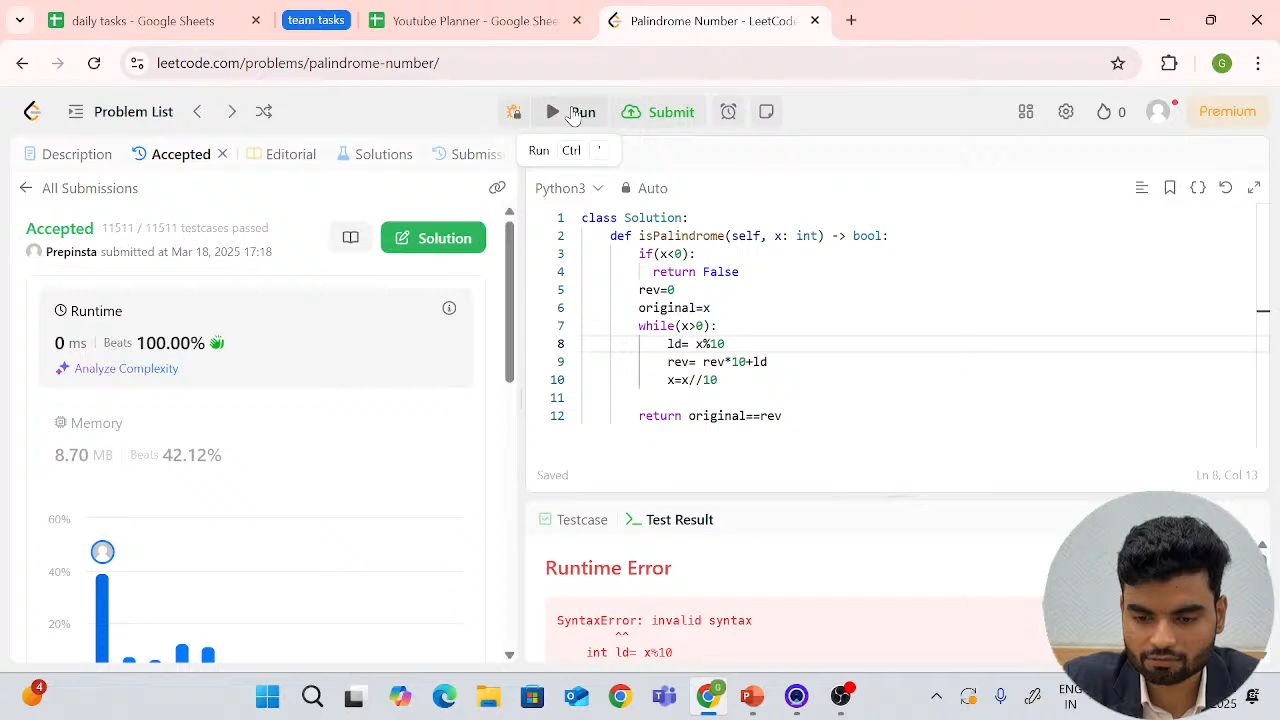 daily tasks - Google Sheets
team tasks
Youtube Planner - Google Shee
Palindrome Number - LeetCode
leetcode.com/problems/palindrome-number/
G
Problem List
Run
Submit
0
Premium
Description
Accepted
Editorial
Solutions
Submiss
Run Ctrl '
All Submissions
Accepted 11511 / 11511 testcases passed
Prepinsta submitted at Mar 18, 2025 17:18
Solution
Runtime
0 ms Beats 100.00%
Analyze Complexity
Memory
8.70 MB Beats 42.12%
60%
40%
20%
Python3
Auto
1 class Solution:
2 def isPalindrome(self, x: int) -> bool:
3 if(x<0):
4 return False
5 rev=0
6 original=x
7 while(x>0):
8 ld= x%10
9 rev= rev*10+ld
10 x=x//10
11
12 return original==rev
Saved
Ln 8, Col 13
Testcase
Test Result
Runtime Error
SyntaxError: invalid syntax
^^
int ld= x%10
4
G
ENG
IN
2025